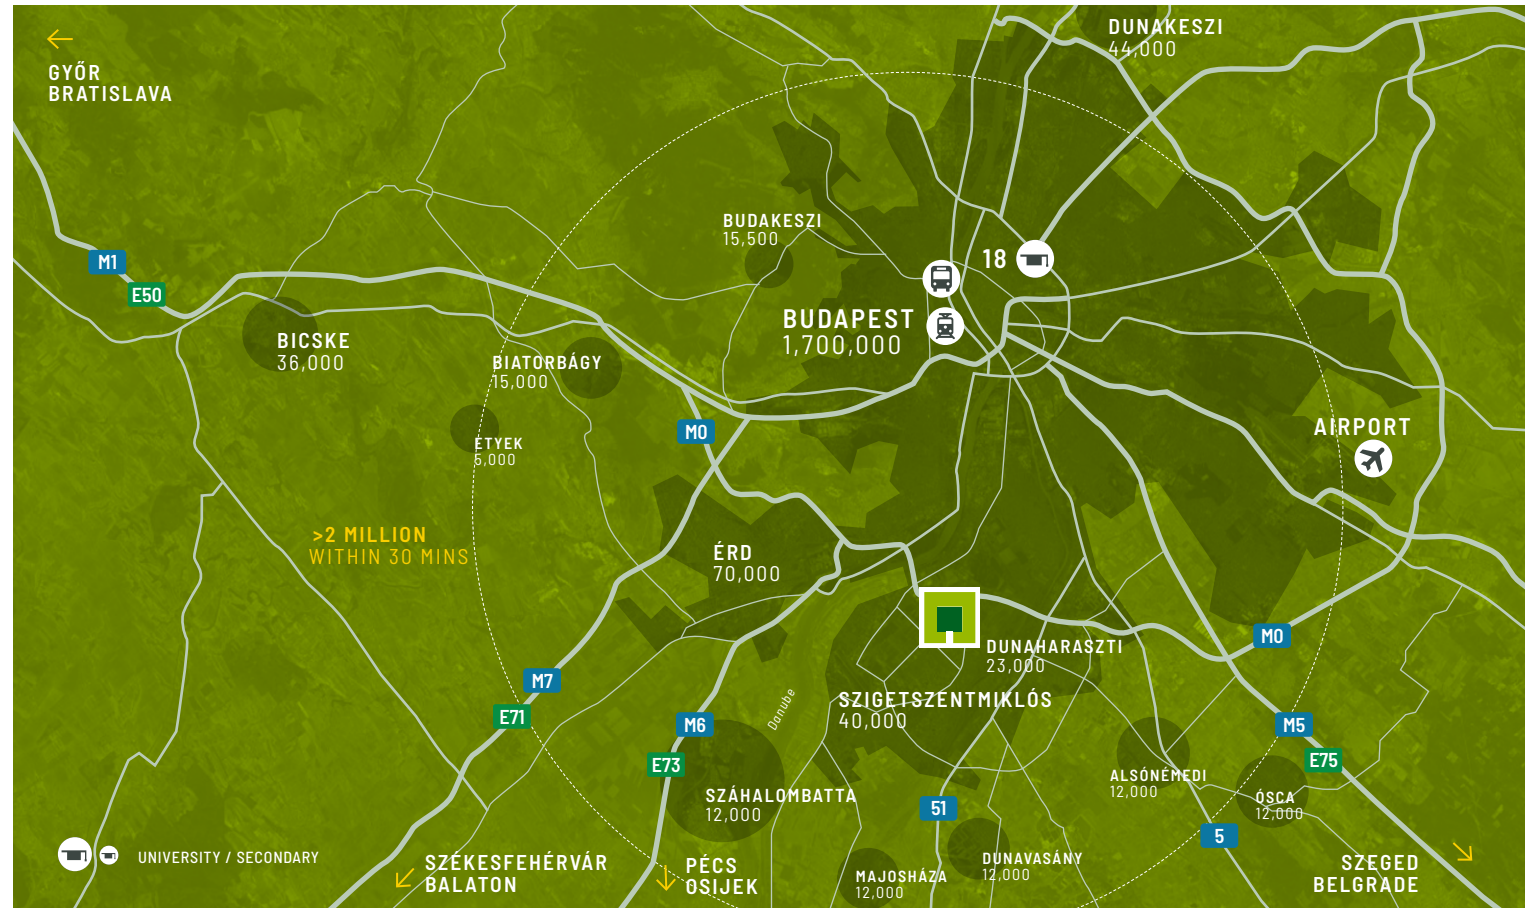 GYŐR
BRATISLAVA
DUNAKESZI
44,000
M1
E50
BUDAKESZI
15,500
18
BUDAPEST
1,700,000
BICSKE
36,000
BIATORBÁGY
15,000
ETYEK
5,000
M0
AIRPORT
>2 MILLION
WITHIN 30 MINS
ÉRD
70,000
DUNAHARASZTI
23,000
M0
SZIGETSZENTMIKLÓS
40,000
M7
E71
M6
E73
Danube
M5
E75
SZÁHALOMBATTA
12,000
ALSÓNÉMEDI
12,000
ÓSCA
12,000
51
5
UNIVERSITY / SECONDARY
SZÉKESFEHÉRVÁR
BALATON
PÉCS
OSIJEK
MAJOSHÁZA
12,000
DUNAVASÁNY
12,000
SZEGED
BELGRADE